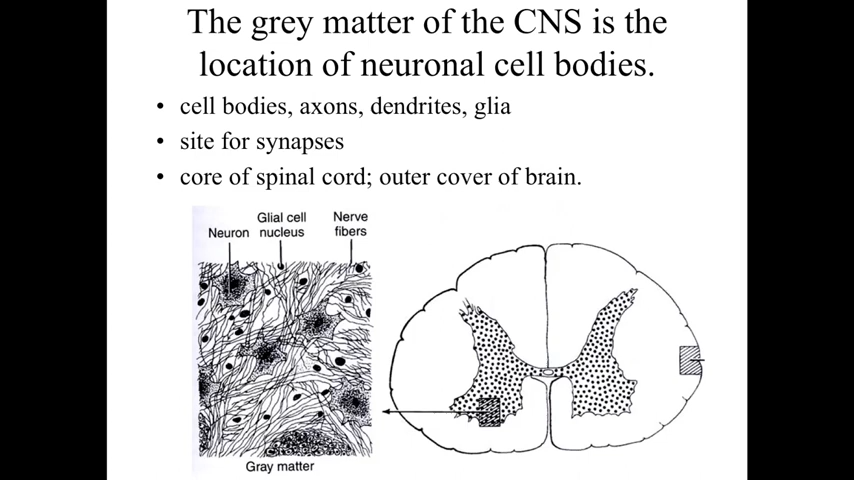 The grey matter of the CNS is the
location of neuronal cell bodies.
• cell bodies, axons, dendrites, glia
• site for synapses
• core of spinal cord; outer cover of brain.
Neuron
Glial cell
nucleus
Nerve
fibers
Gray matter